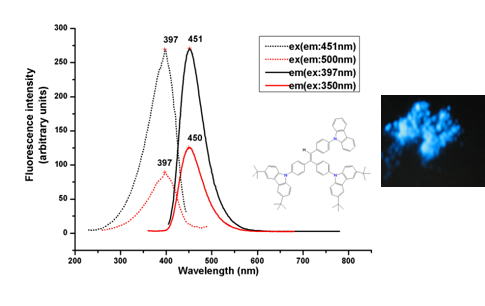 Fluorescence intensity
(arbitrary units)
300
250
200
150
100
50
0
397
451
450
397
ex(em:451nm)
ex(em:500nm)
em(ex:397nm)
em(ex:350nm)
H
N
N
N
200
300
400
500
600
700
800
Wavelength (nm)